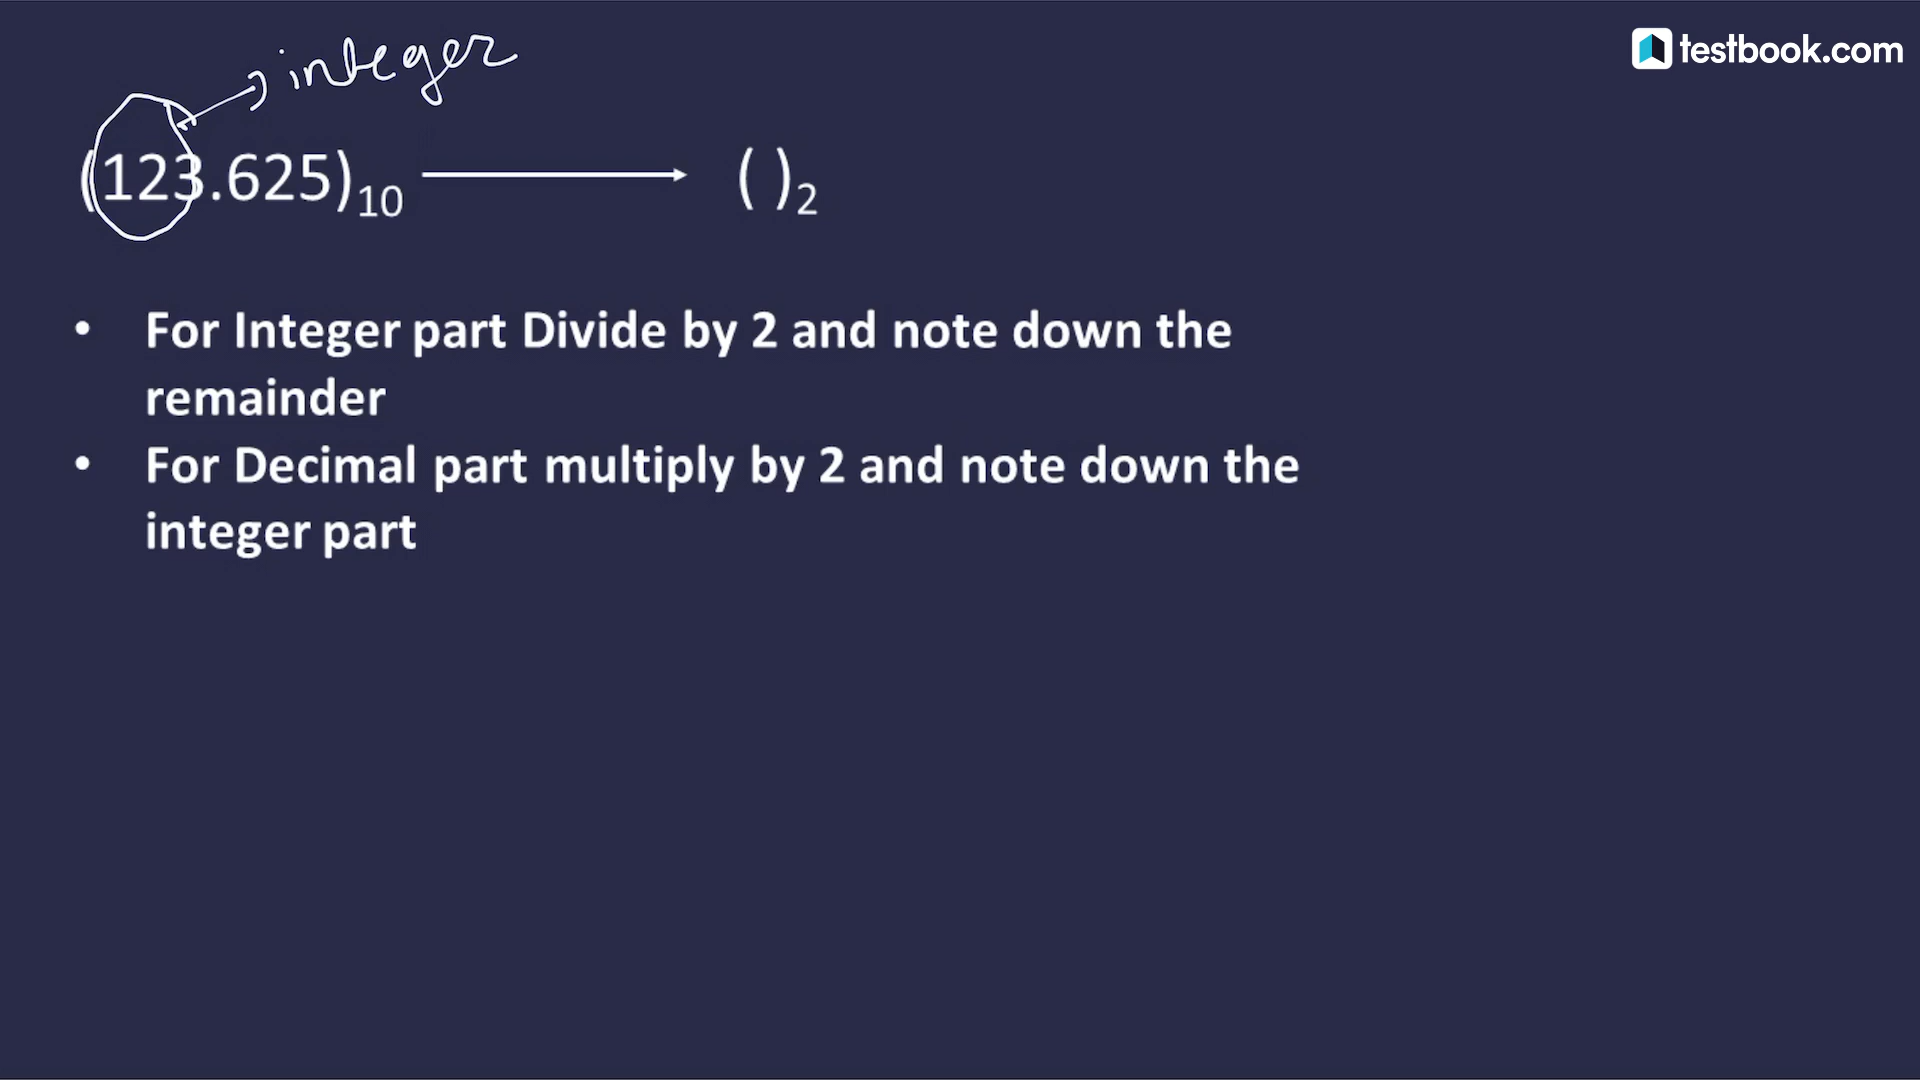 integer
testbook.com
(123.625)₁₀ ⟶ ( )₂
• For Integer part Divide by 2 and note down the
remainder
• For Decimal part multiply by 2 and note down the
integer part